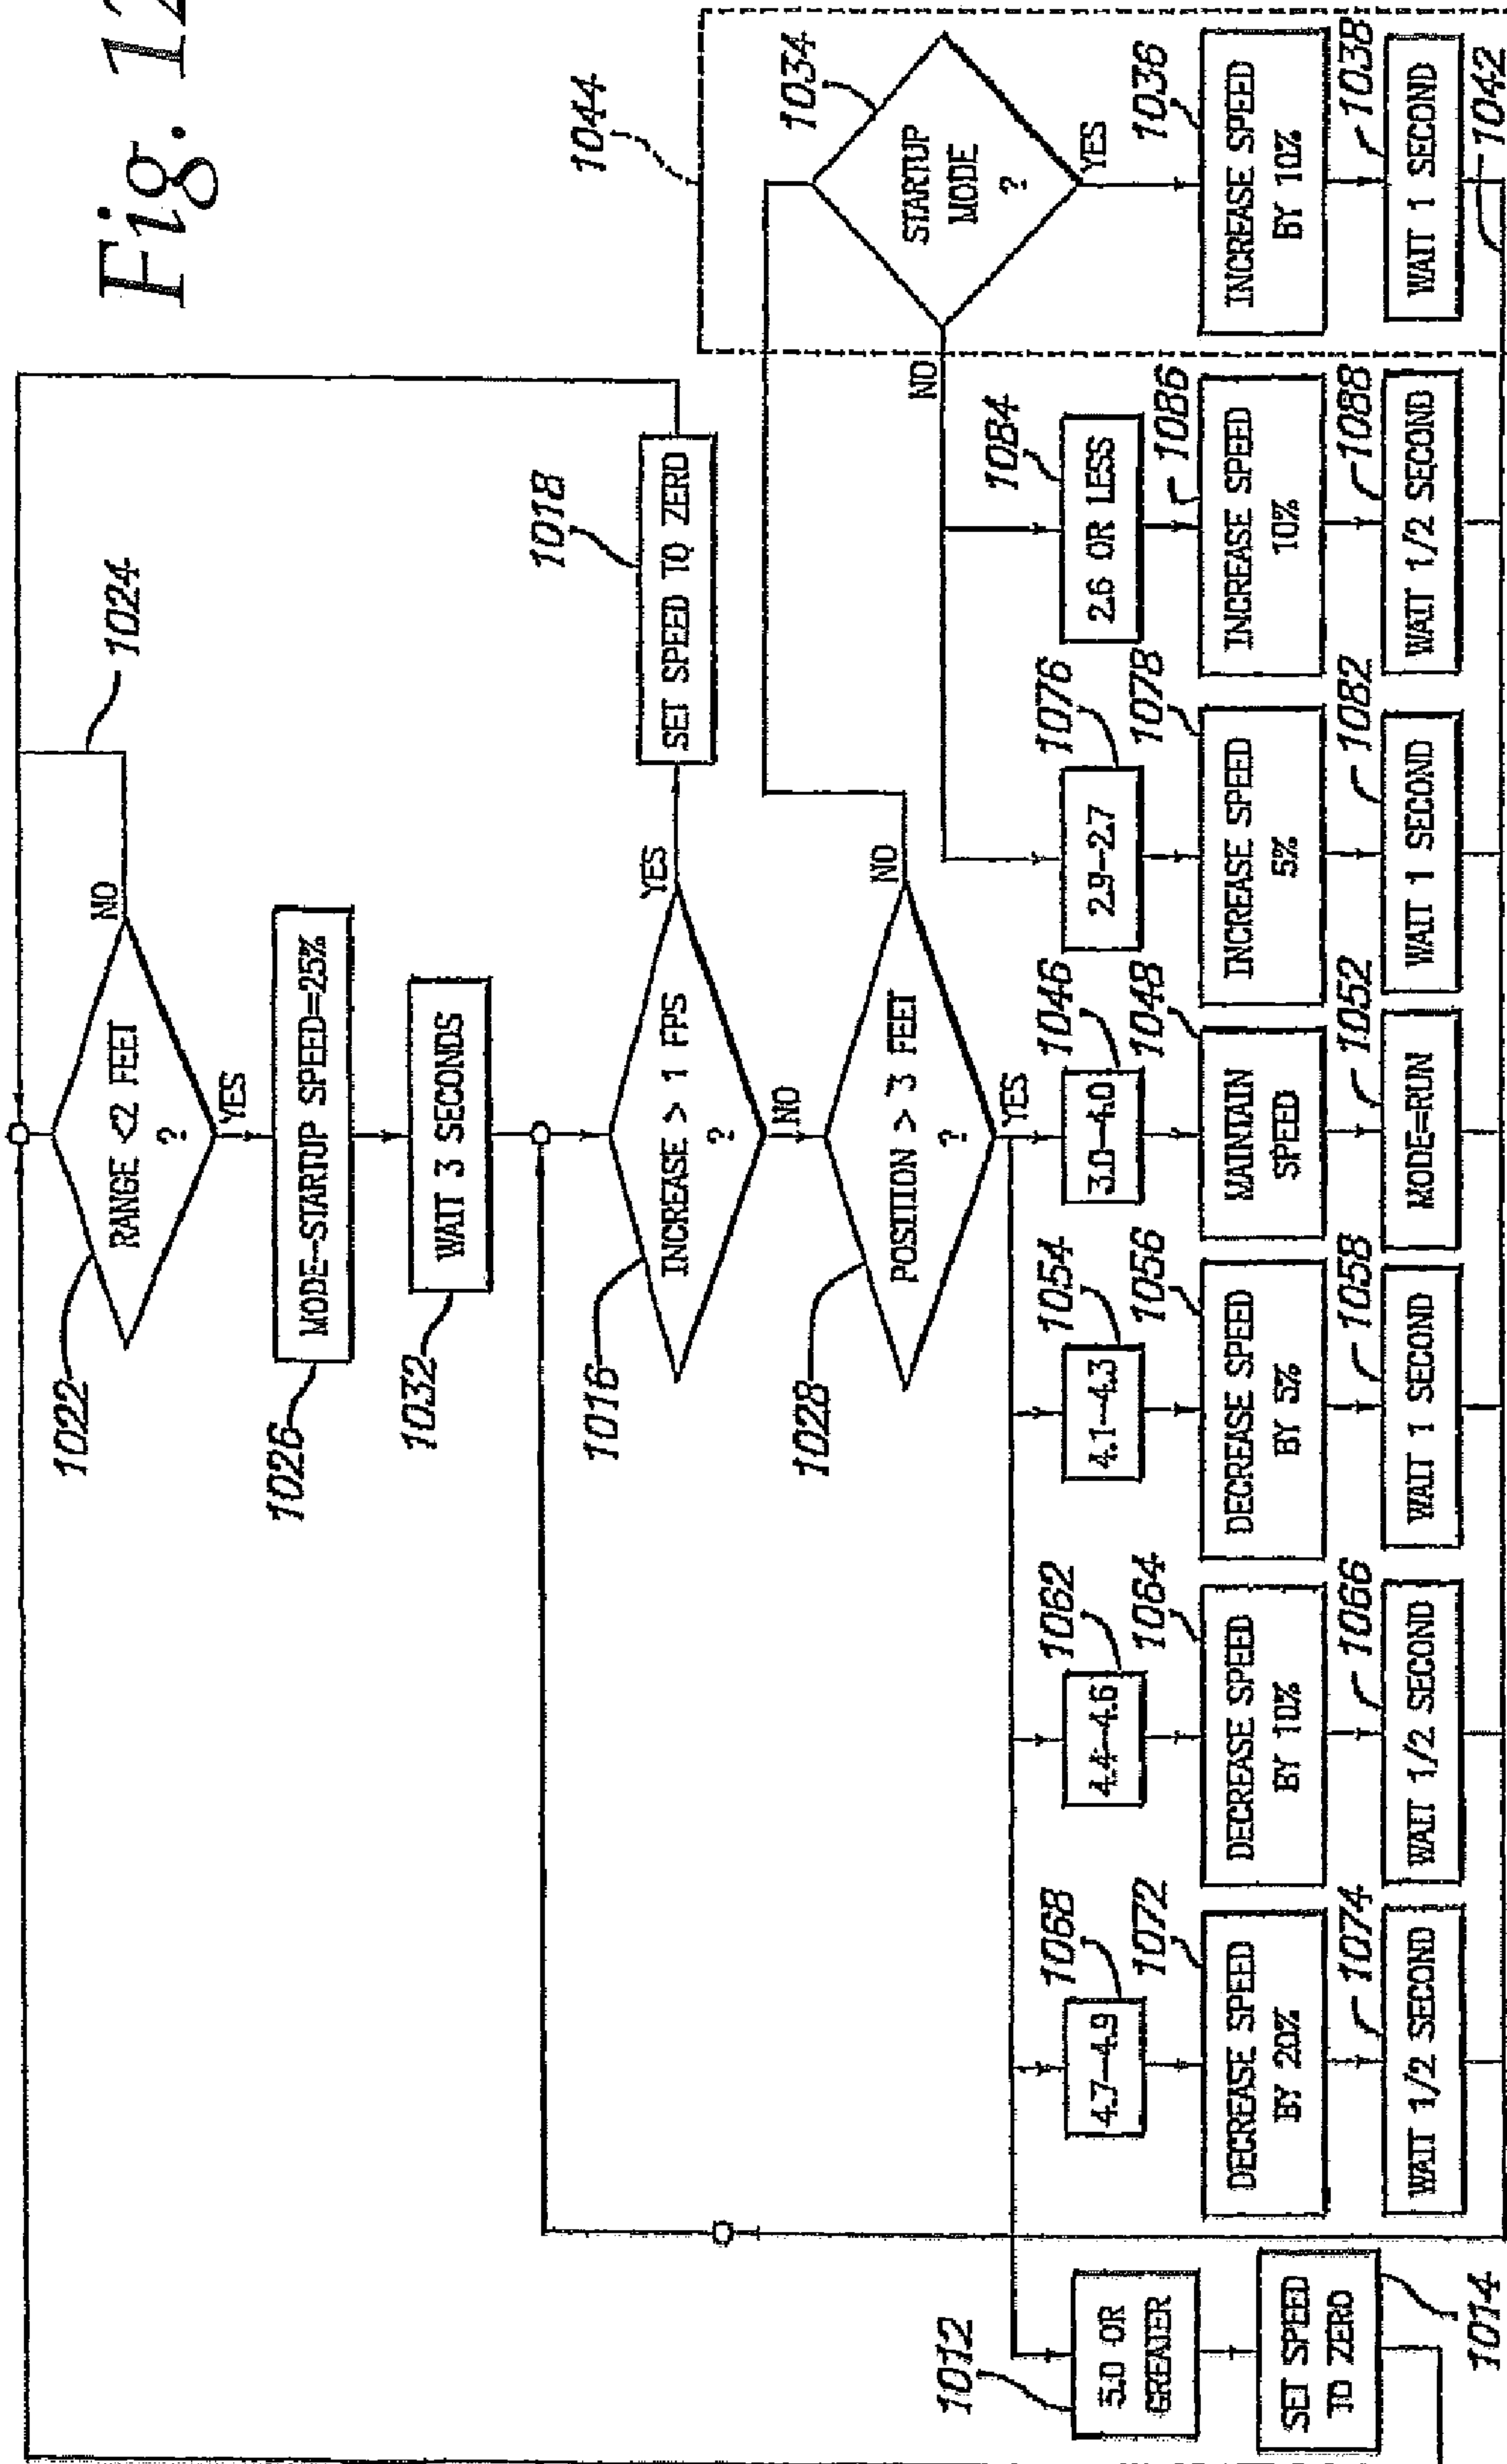 Fig. 12
1022
RANGE <2 FEET
?
NO
1024
YES
1026
MODE-STARTUP SPEED=25%
1032
WAIT 3 SECONDS
1016
INCREASE > 1 FPS
?
YES
SET SPEED TO ZERO
1018
NO
1028
POSITION > 3 FEET
?
NO
YES
1044
STARTUP
MODE
?
1034
NO
YES
INCREASE SPEED
BY 10%
1036
WAIT 1 SECOND
1038
1042
1012
5.0 OR
GREATER
SET SPEED
TO ZERO
1014
4.7-4.9
1068
DECREASE SPEED
BY 20%
1072
WAIT 1/2 SECOND
1074
4.4-4.6
1062
DECREASE SPEED
BY 10%
1064
WAIT 1/2 SECOND
1066
4.1-4.3
1054
DECREASE SPEED
BY 5%
1056
WAIT 1 SECOND
1058
3.0-4.0
1046
MAINTAIN
SPEED
1048
MODE=RUN
1052
2.9-2.7
1076
INCREASE SPEED
5%
1078
WAIT 1 SECOND
1082
2.6 OR LESS
1084
INCREASE SPEED
10%
1086
WAIT 1/2 SECOND
1088